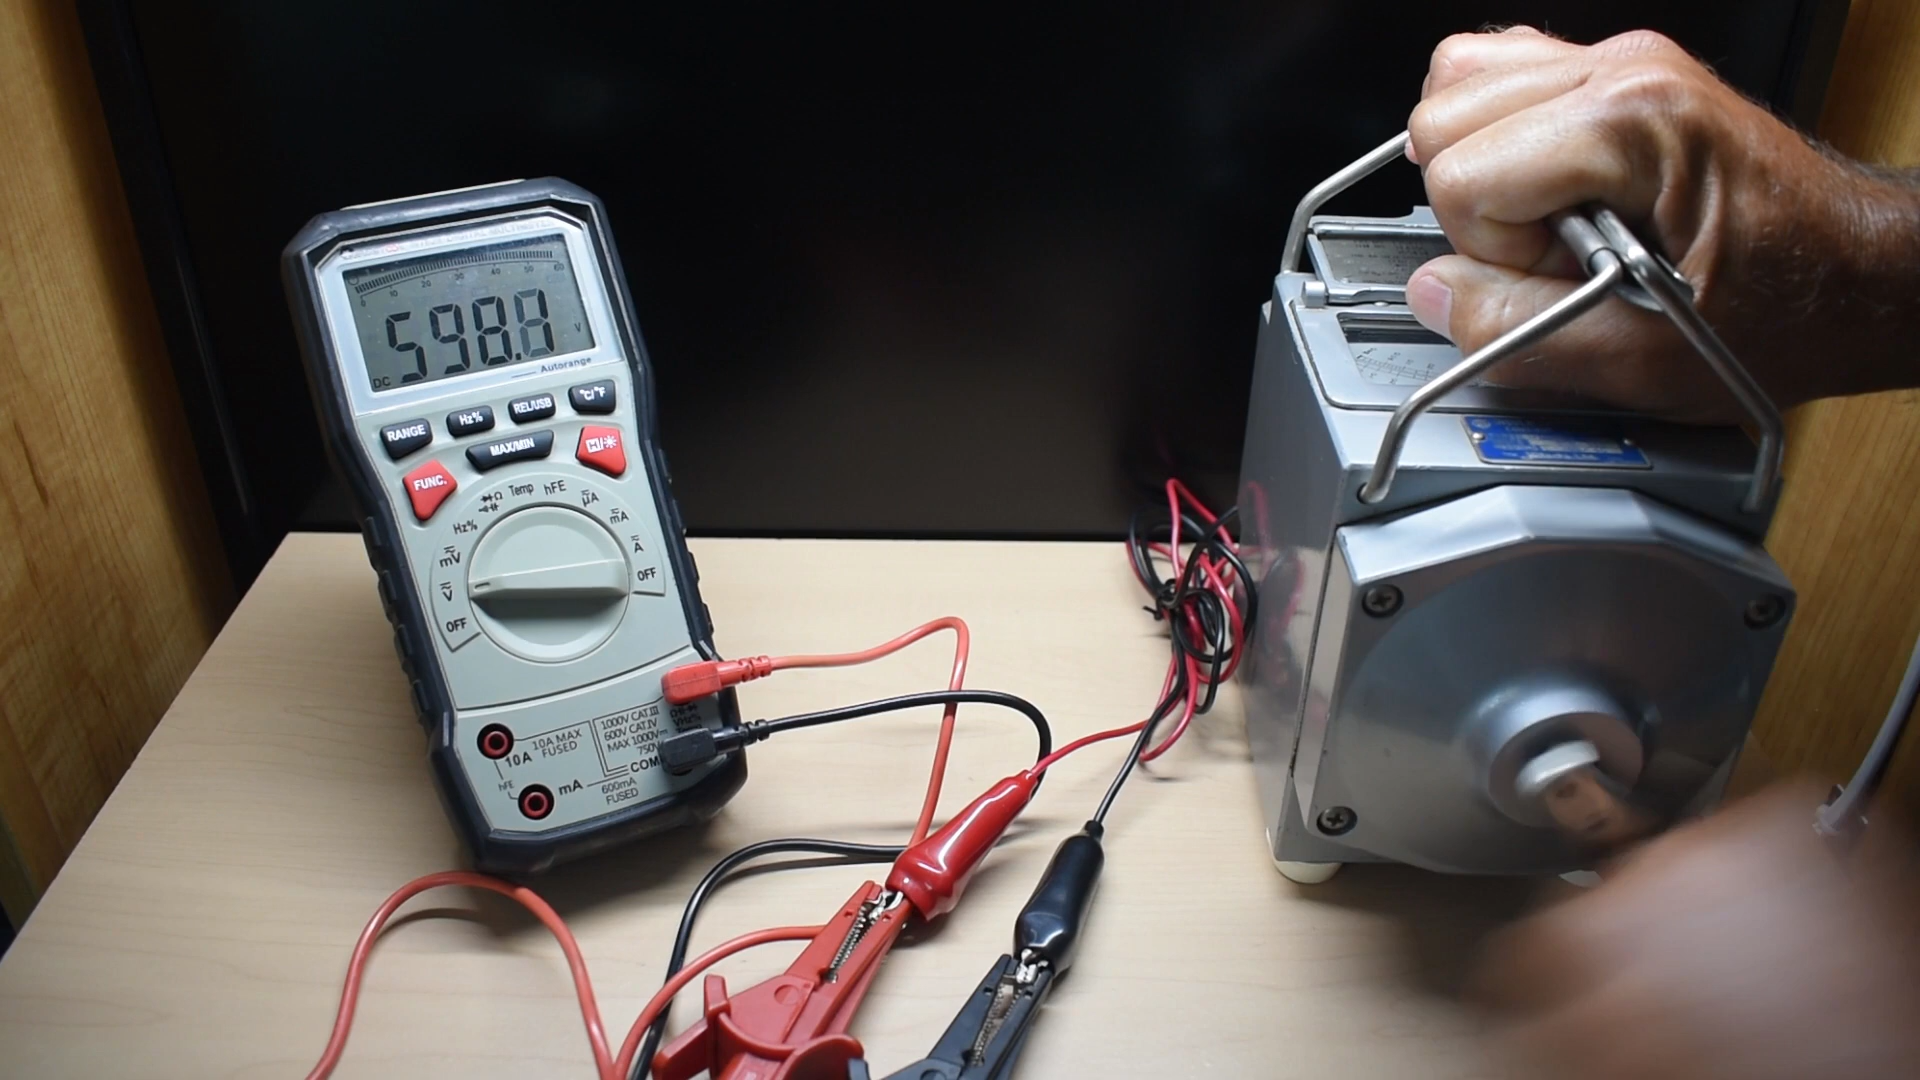 0 10 20 30 40 50 60
598.8
V
DC
Autorange
RANGE
Hz%
REL/USB
°C/°F
MAX/MIN
H/☀
FUNC.
Temp
hFE
µA
mA
A
OFF
Hz%
mV
V
OFF
10A MAX
FUSED
10A
1000V CAT III
600V CAT IV
MAX 1000V
750V
COM
hFE
mA
600mA
FUSED